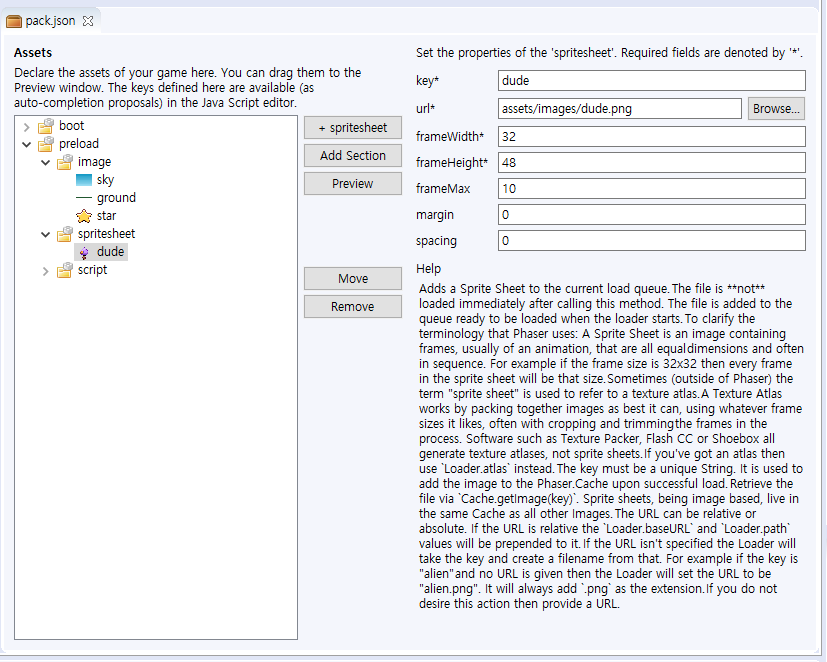 pack.json
Assets
Declare the assets of your game here. You can drag them to the
Preview window. The keys defined here are available (as
auto-completion proposals) in the Java Script editor.
boot
preload
image
sky
ground
star
spritesheet
dude
script
+ spritesheet
Add Section
Preview
Move
Remove
Set the properties of the 'spritesheet'. Required fields are denoted by '*'.
key* dude
url* assets/images/dude.png Browse...
frameWidth* 32
frameHeight* 48
frameMax 10
margin 0
spacing 0
Help
Adds a Sprite Sheet to the current load queue.The file is **not**
loaded immediately after calling this method. The file is added to the
queue ready to be loaded when the loader starts.To clarify the
terminology that Phaser uses: A Sprite Sheet is an image containing
frames, usually of an animation, that are all equaldimensions and often
in sequence. For example if the frame size is 32x32 then every frame
in the sprite sheet will be that size.Sometimes (outside of Phaser) the
term "sprite sheet" is used to refer to a texture atlas.A Texture Atlas
works by packing together images as best it can, using whatever frame
sizes it likes, often with cropping and trimmingthe frames in the
process. Software such as Texture Packer, Flash CC or Shoebox all
generate texture atlases, not sprite sheets.If you've got an atlas then
use `Loader.atlas` instead.The key must be a unique String. It is used to
add the image to the Phaser.Cache upon successful load.Retrieve the
file via `Cache.getImage(key)`. Sprite sheets, being image based, live in
the same Cache as all other Images.The URL can be relative or
absolute. If the URL is relative the `Loader.baseURL` and `Loader.path`
values will be prepended to it.If the URL isn't specified the Loader will
take the key and create a filename from that. For example if the key is
"alien"and no URL is given then the Loader will set the URL to be
"alien.png". It will always add `.png` as the extension.If you do not
desire this action then provide a URL.